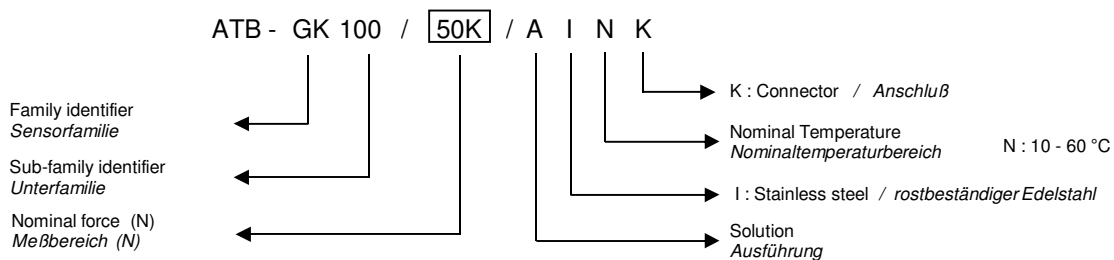 ATB - GK 100 / 50K / A I N K
Family identifier
Sensorfamilie
Sub-family identifier
Unterfamilie
Nominal force (N)
Meßbereich (N)
K : Connector / Anschluß
Nominal Temperature
Nominaltemperaturbereich
N : 10 - 60 °C
I : Stainless steel / rostbeständiger Edelstahl
Solution
Ausführung